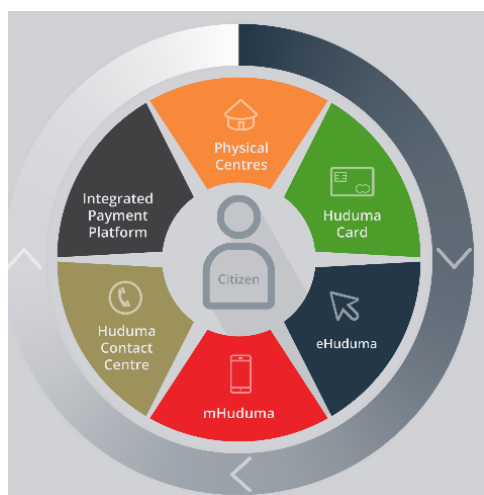 Physical
Centres
Huduma
Card
eHuduma
mHuduma
Huduma
Contact
Centre
Integrated
Payment
Platform
Citizen